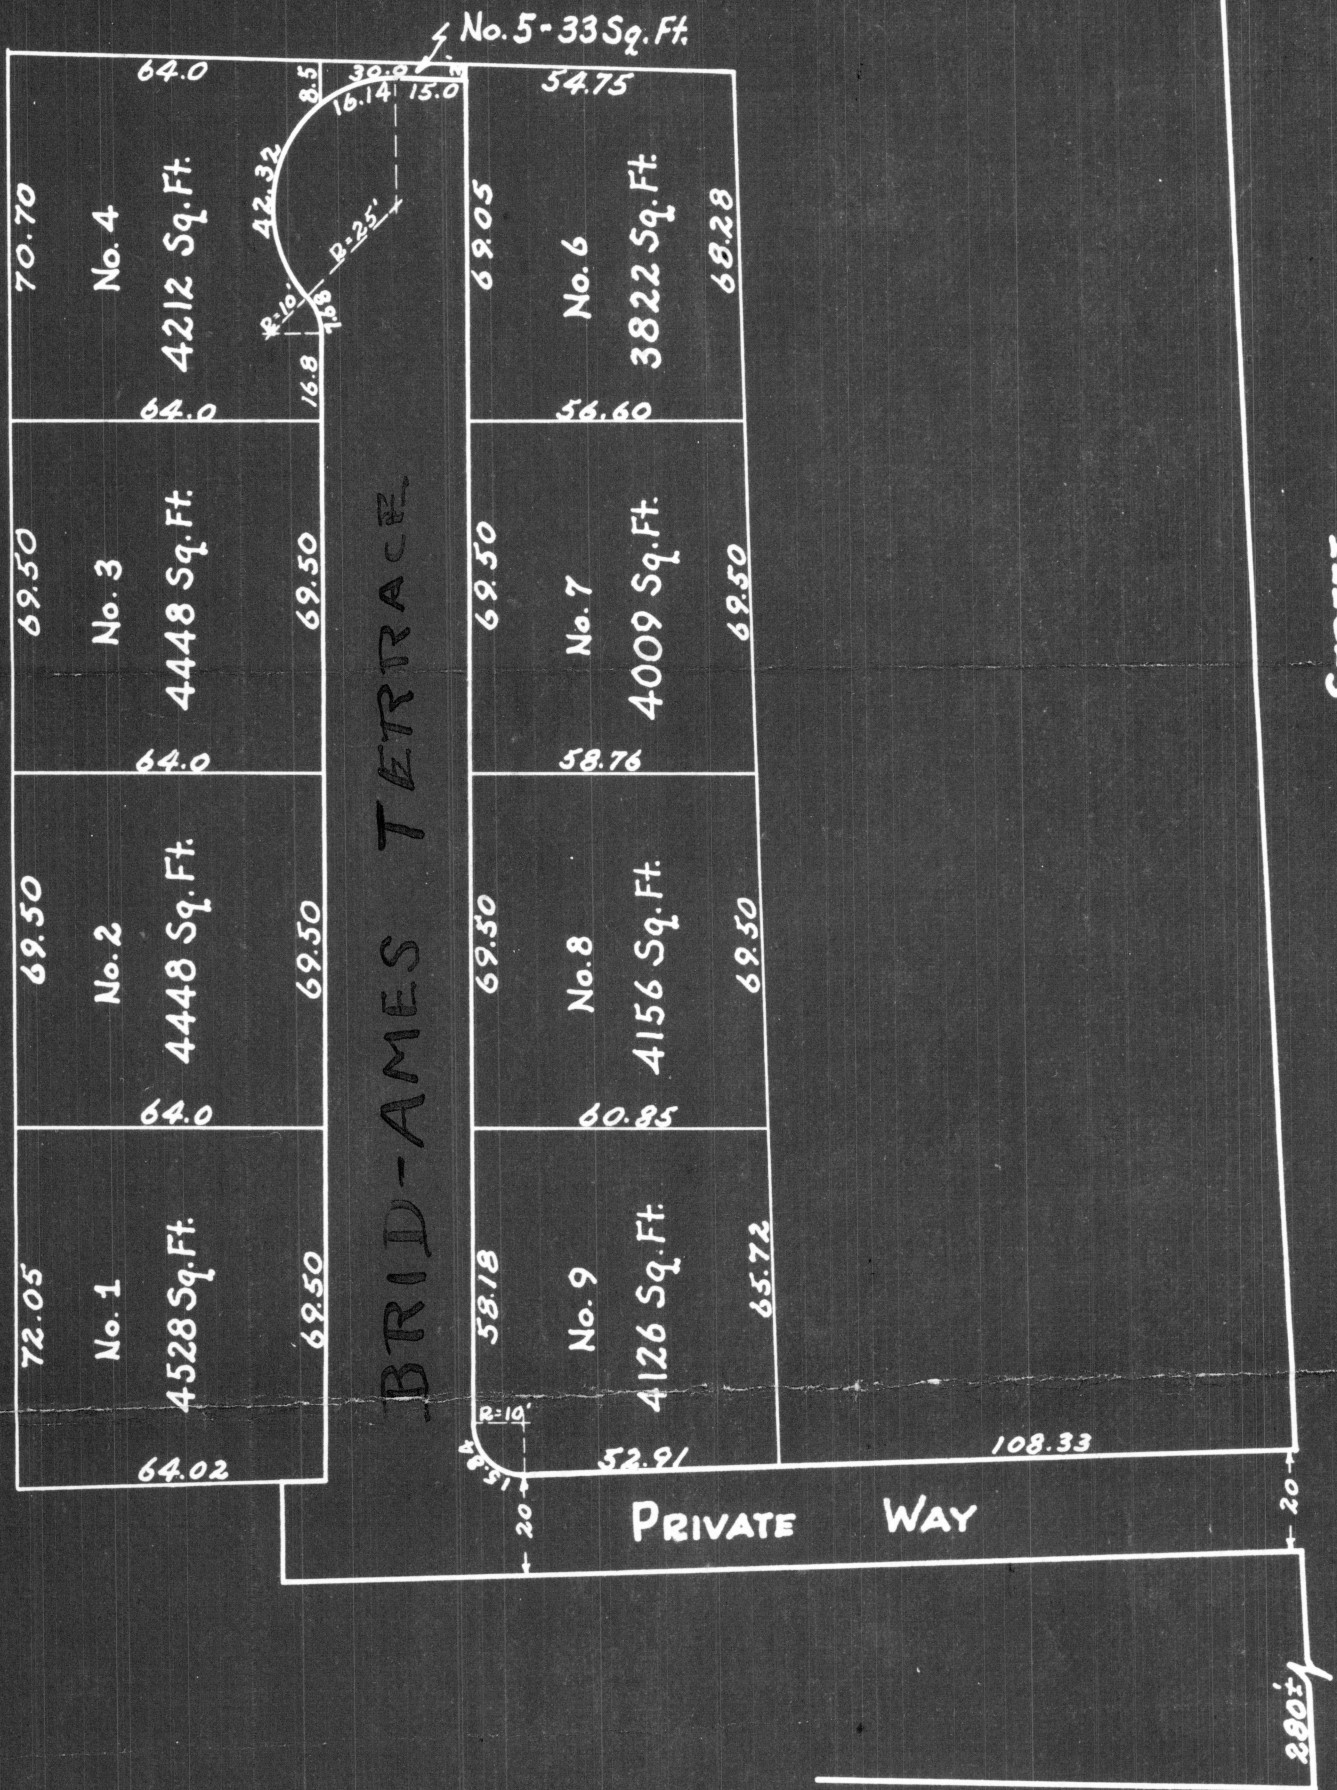 No. 5 - 33 Sq. Ft.
64.0
8.5
30.0
2'
16.14
15.0
54.75
70.70
No. 4
4212 Sq. Ft.
42.32
R=25'
R=10'
7.68
16.8
64.0
69.05
No. 6
3822 Sq. Ft.
68.28
56.60
69.50
No. 3
4448 Sq. Ft.
69.50
64.0
69.50
No. 7
4009 Sq. Ft.
69.50
58.76
69.50
No. 2
4448 Sq. Ft.
69.50
64.0
69.50
No. 8
4156 Sq. Ft.
69.50
60.85
72.05
No. 1
4528 Sq. Ft.
69.50
64.02
BRID-AMES TERRACE
58.18
No. 9
4126 Sq. Ft.
65.72
R=10'
15.84
52.91
108.33
20
PRIVATE WAY
20
280'±